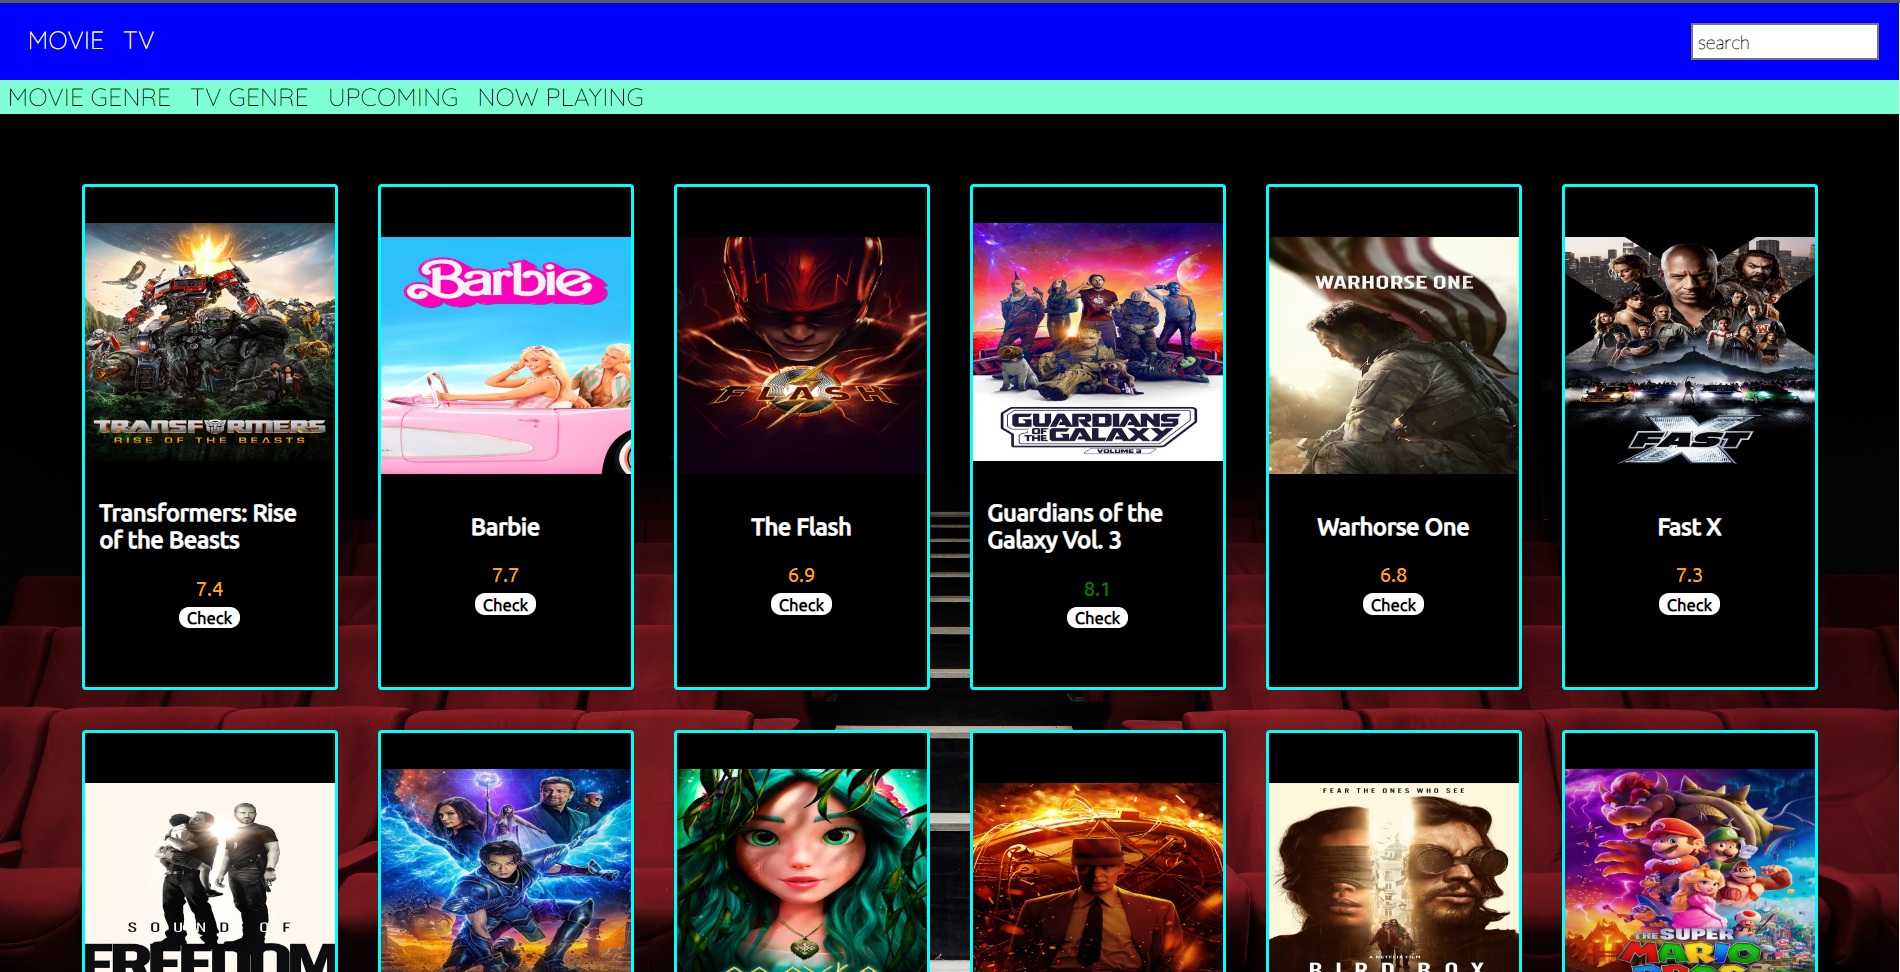 MOVIE TV
search
MOVIE GENRE TV GENRE UPCOMING NOW PLAYING
TRANSFORMERS
RISE OF THE BEASTS
Barbie
FLASH
GUARDIANS
OF THE GALAXY
VOLUME 3
WARHORSE ONE
FAST X
Transformers: Rise
of the Beasts
7.4
Check
Barbie
7.7
Check
The Flash
6.9
Check
Guardians of the
Galaxy Vol. 3
8.1
Check
Warhorse One
6.8
Check
Fast X
7.3
Check
SOUND OF
FREEDOM
FEAR THE ONES WHO SEE
A NETFLIX FILM
BIRD BOX
THE SUPER
MARIO
BROS